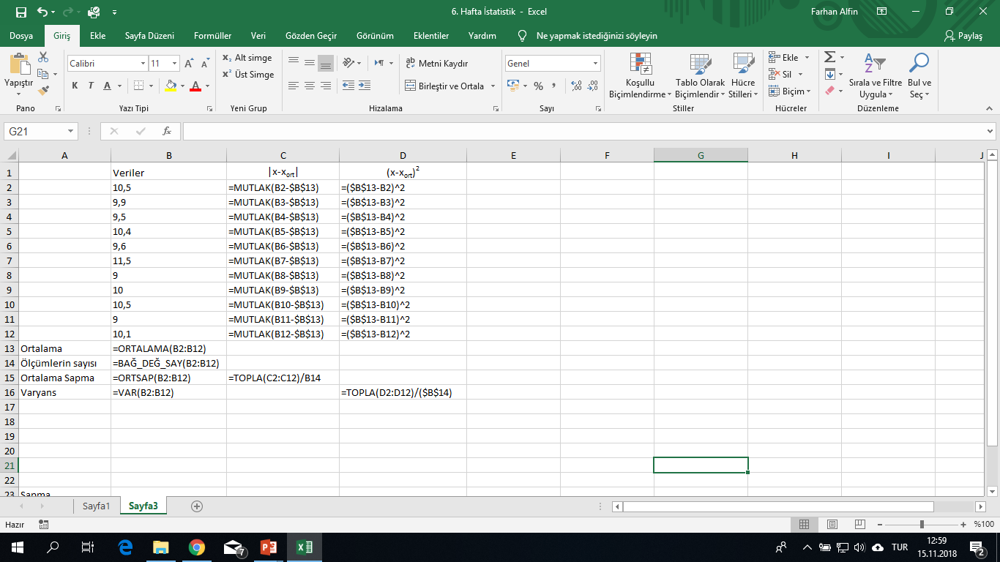 6. Hafta İstatistik - Excel
Farhan Alfin
Dosya Giriş Ekle Sayfa Düzeni Formüller Veri Gözden Geçir Görünüm Eklentiler Yardım Ne yapmak istediğinizi söyleyin Paylaş
Yapıştır
Pano
Calibri 11
K T A A A
Yazı Tipi
X₂ Alt simge
X² Üst Simge
Yeni Grup
ab Metni Kaydır
Birleştir ve Ortala
Hizalama
Genel
% ,
Sayı
Koşullu Biçimlendirme
Tablo Olarak Biçimlendir
Hücre Stilleri
Stiller
Ekle
Sil
Biçim
Hücreler
Σ
Sırala ve Filtre Uygula
Bul ve Seç
Düzenleme
G21 fx
A B C D E F G H I J
1 Veriler |x-xort| (x-xort)²
2 10,5 =MUTLAK(B2-$B$13) =($B$13-B2)^2
3 9,9 =MUTLAK(B3-$B$13) =($B$13-B3)^2
4 9,5 =MUTLAK(B4-$B$13) =($B$13-B4)^2
5 10,4 =MUTLAK(B5-$B$13) =($B$13-B5)^2
6 9,6 =MUTLAK(B6-$B$13) =($B$13-B6)^2
7 11,5 =MUTLAK(B7-$B$13) =($B$13-B7)^2
8 9 =MUTLAK(B8-$B$13) =($B$13-B8)^2
9 10 =MUTLAK(B9-$B$13) =($B$13-B9)^2
10 10,5 =MUTLAK(B10-$B$13) =($B$13-B10)^2
11 9 =MUTLAK(B11-$B$13) =($B$13-B11)^2
12 10,1 =MUTLAK(B12-$B$13) =($B$13-B12)^2
13 Ortalama =ORTALAMA(B2:B12)
14 Ölçümlerin sayısı =BAĞ_DEĞ_SAY(B2:B12)
15 Ortalama Sapma =ORTSAP(B2:B12) =TOPLA(C2:C12)/B14
16 Varyans =VAR(B2:B12) =TOPLA(D2:D12)/($B$14)
17
18
19
20
21
22
23 Sapma
Sayfa1 Sayfa3
Hazır
%100
7
TUR
12:59
15.11.2018
2